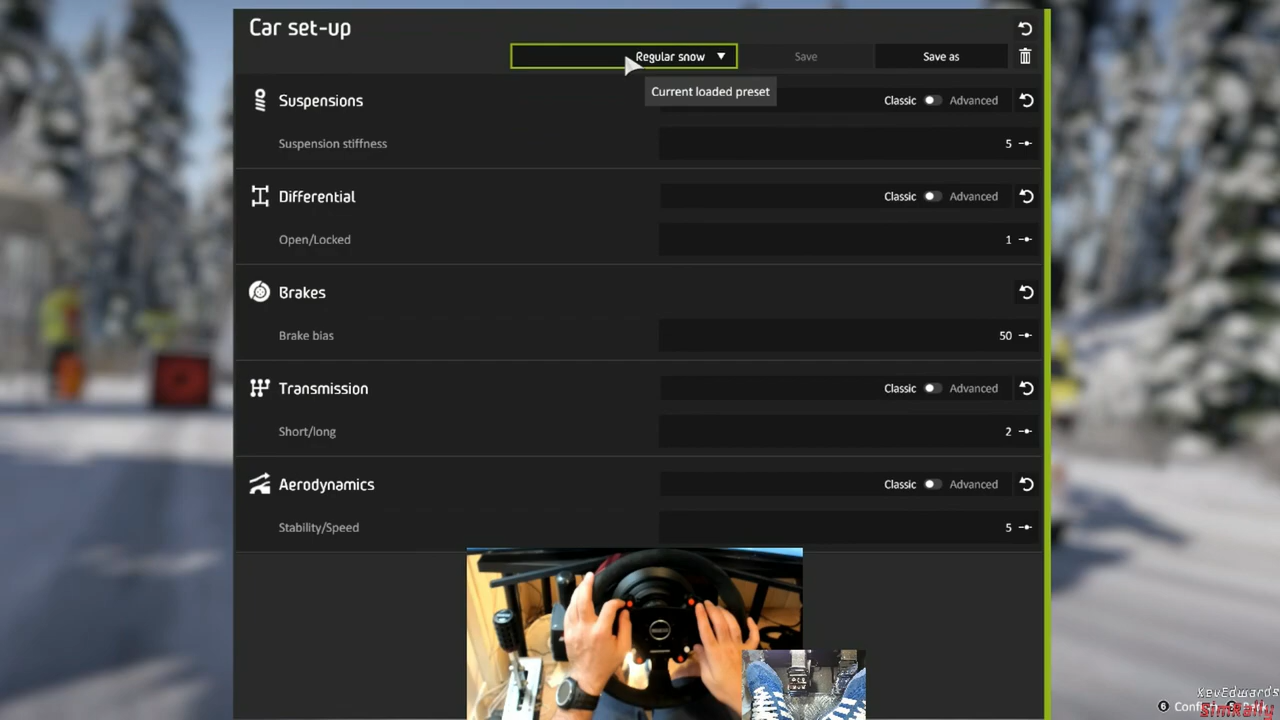 Car set-up
Regular snow
Save
Save as
Current loaded preset
Suspensions
Classic
Advanced
Suspension stiffness
5
Differential
Classic
Advanced
Open/Locked
1
Brakes
Brake bias
50
Transmission
Classic
Advanced
Short/long
2
Aerodynamics
Classic
Advanced
Stability/Speed
5
XevEdwards
SimRally